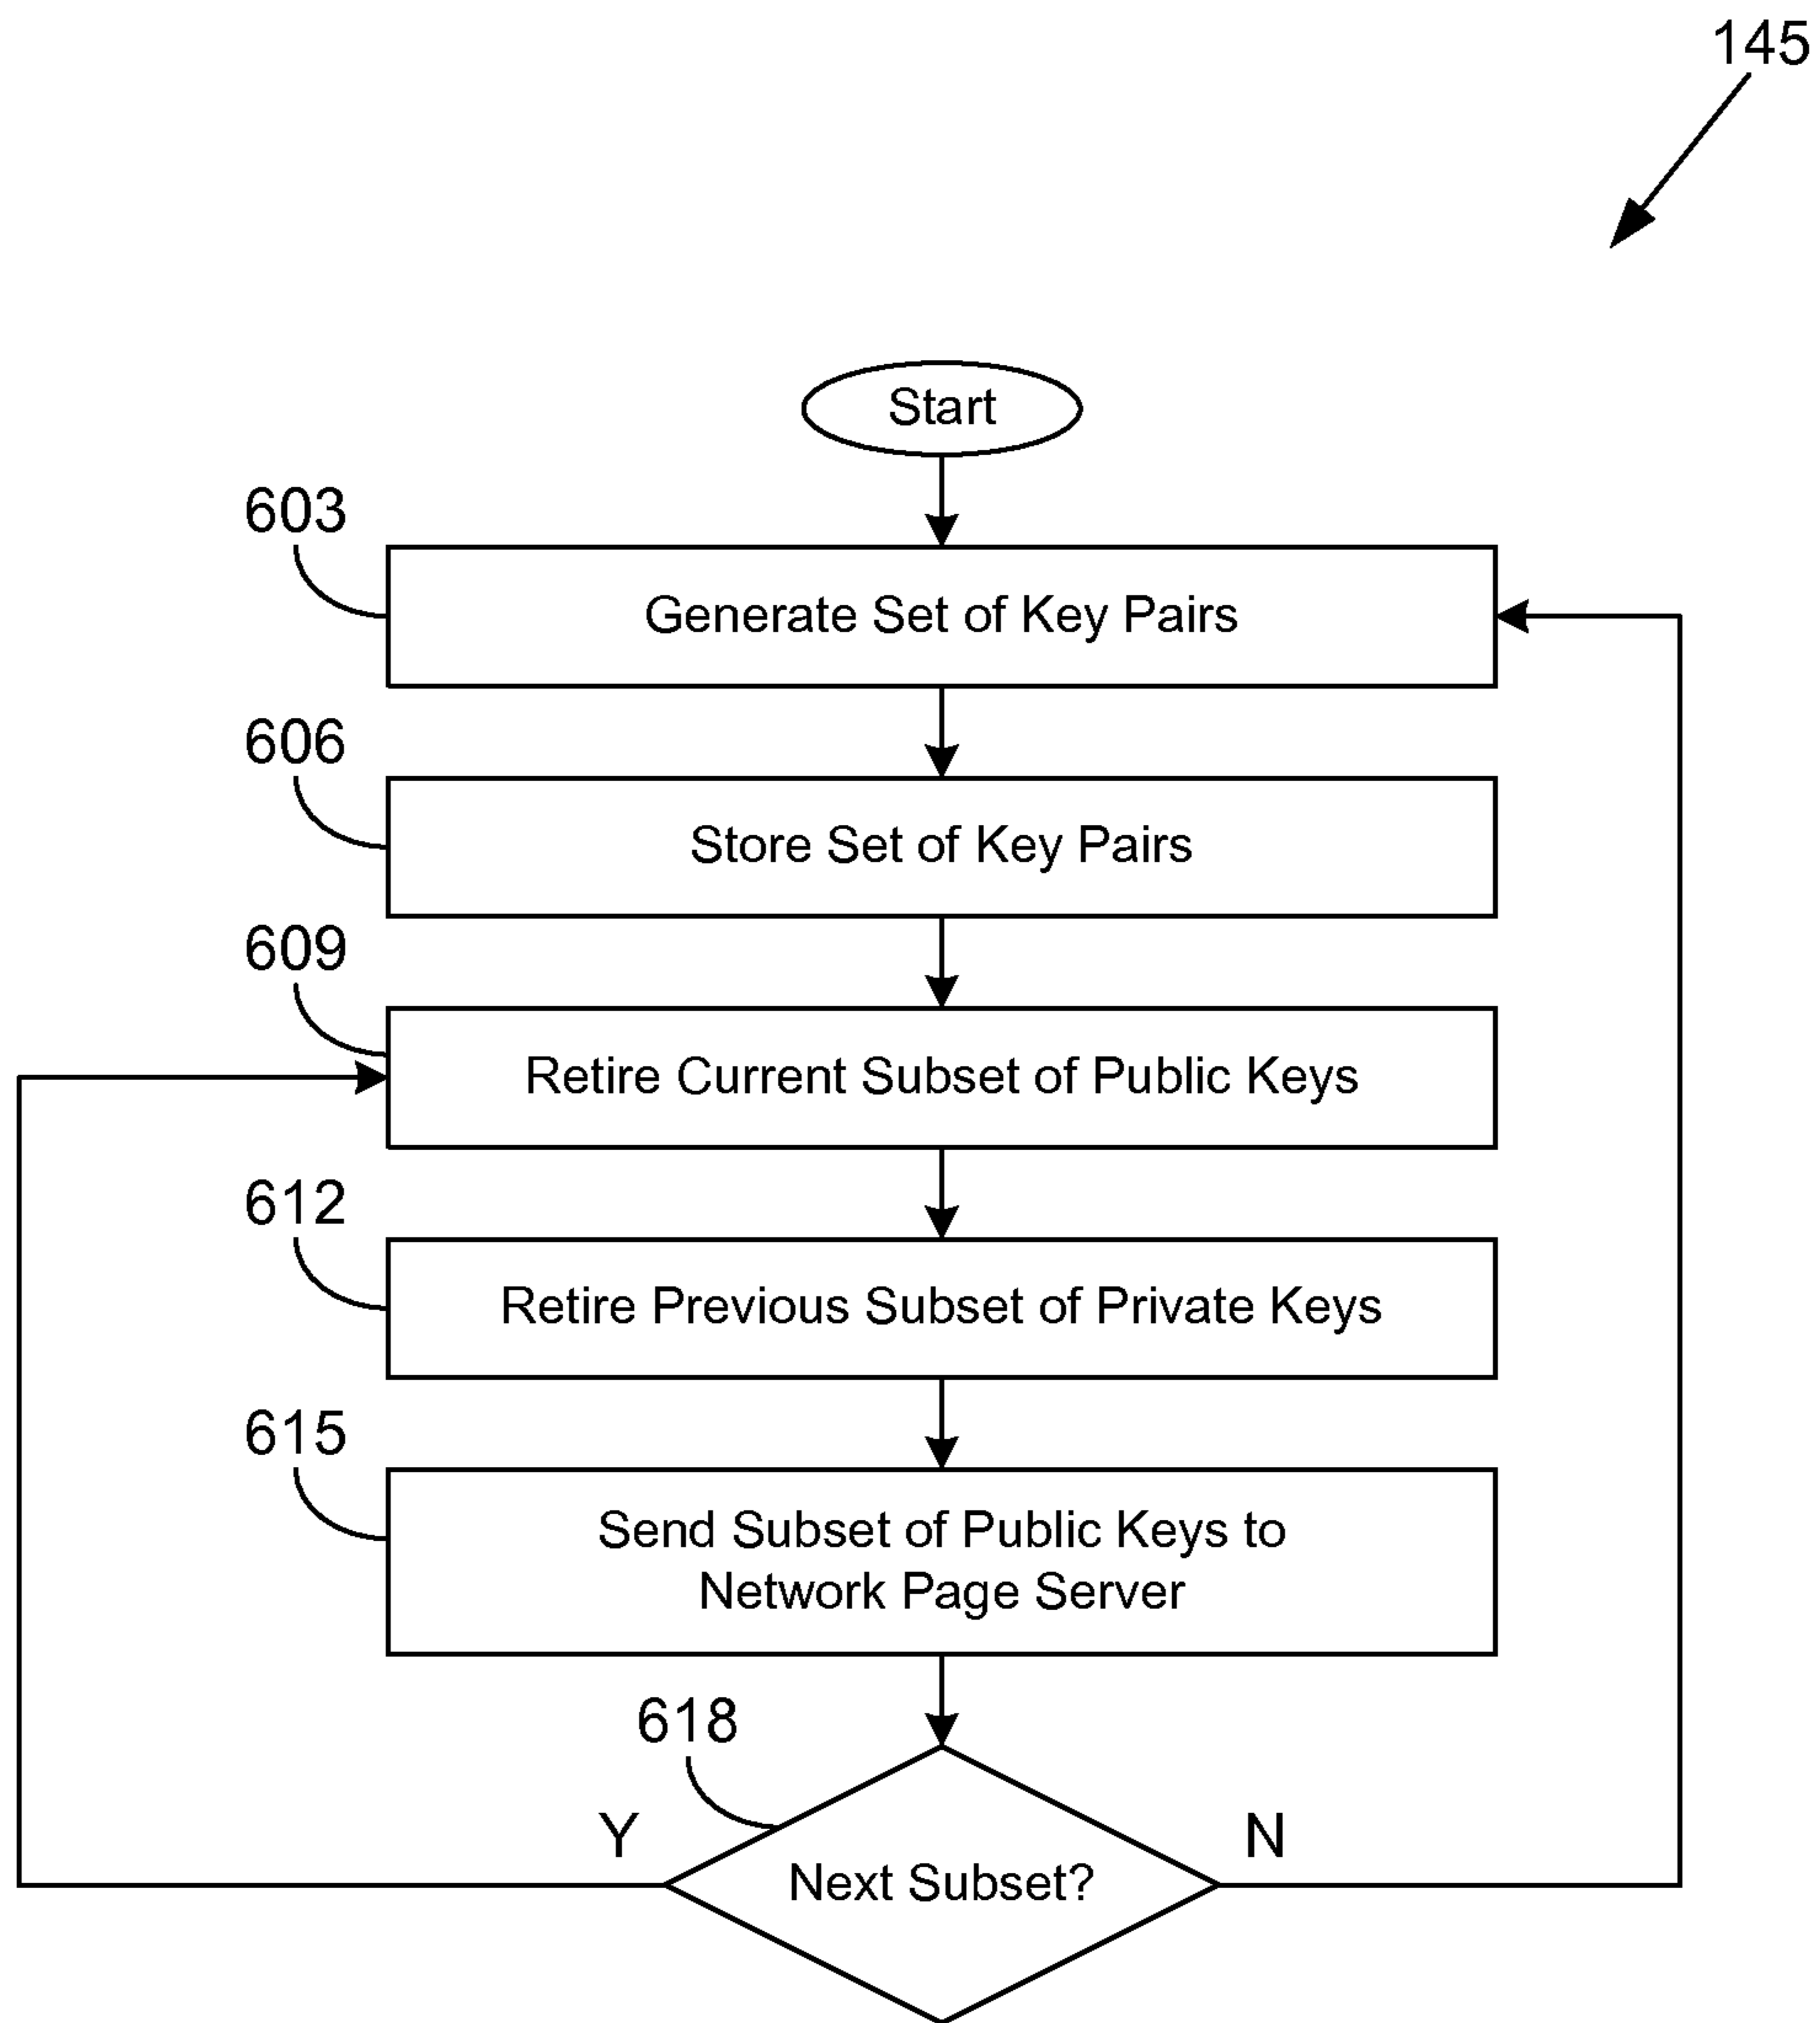 145
Start
603
Generate Set of Key Pairs
606
Store Set of Key Pairs
609
Retire Current Subset of Public Keys
612
Retire Previous Subset of Private Keys
615
Send Subset of Public Keys to
Network Page Server
618
Y
N
Next Subset?